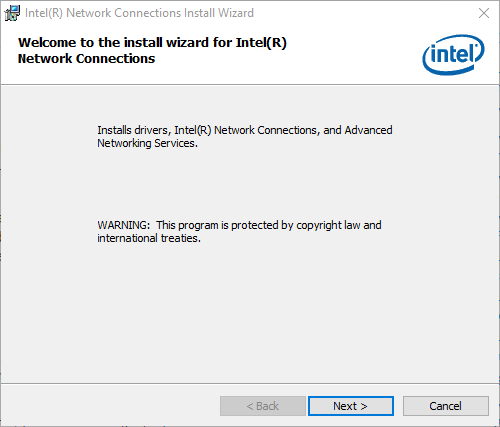 Intel(R) Network Connections Install Wizard
Welcome to the install wizard for Intel(R)
Network Connections
intel
Installs drivers, Intel(R) Network Connections, and Advanced
Networking Services.
WARNING:  This program is protected by copyright law and
international treaties.
< Back
Next >
Cancel